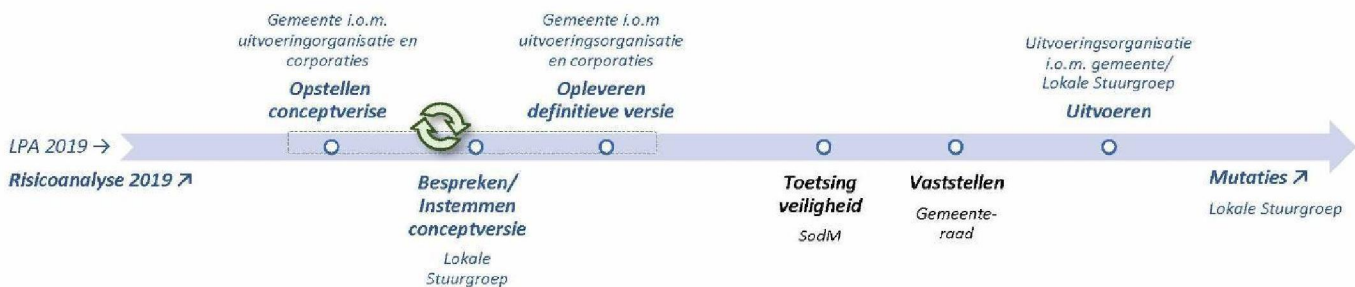 LPA 2019 →
Risicoanalyse 2019 ↗
Gemeente i.o.m.
uitvoeringorganisatie en
corporaties
Opstellen
conceptverise
Bespreken/
Instemmen
conceptversie
Lokale
Stuurgroep
Gemeente i.o.m
uitvoeringsorganisatie
en corporaties
Opleveren
definitieve versie
Toetsing
veiligheid
SodM
Vaststellen
Gemeente-
raad
Uitvoeringsorganisatie
i.o.m. gemeente/
Lokale Stuurgroep
Uitvoeren
Mutaties ↗
Lokale Stuurgroep